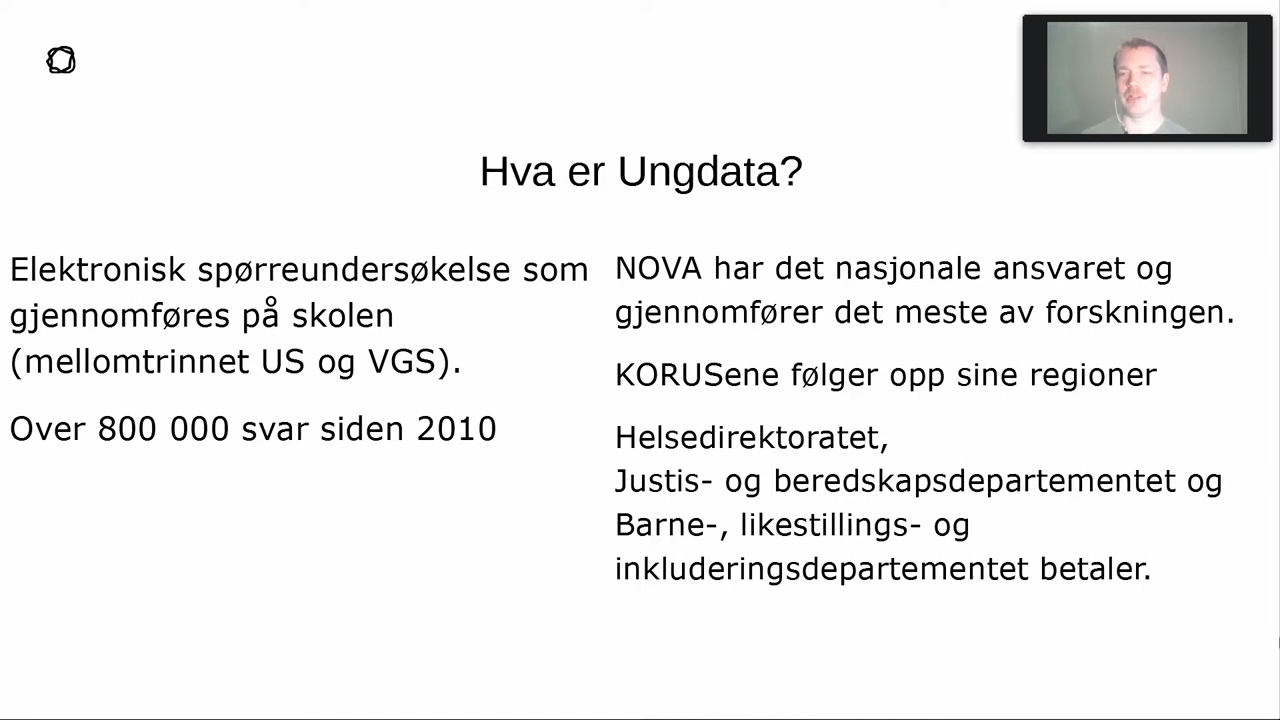 Hva er Ungdata?
Elektronisk spørreundersøkelse som
gjennomføres på skolen
(mellomtrinnet US og VGS).
Over 800 000 svar siden 2010
NOVA har det nasjonale ansvaret og
gjennomfører det meste av forskningen.
KORUSene følger opp sine regioner
Helsedirektoratet,
Justis- og beredskapsdepartementet og
Barne-, likestillings- og
inkluderingsdepartementet betaler.